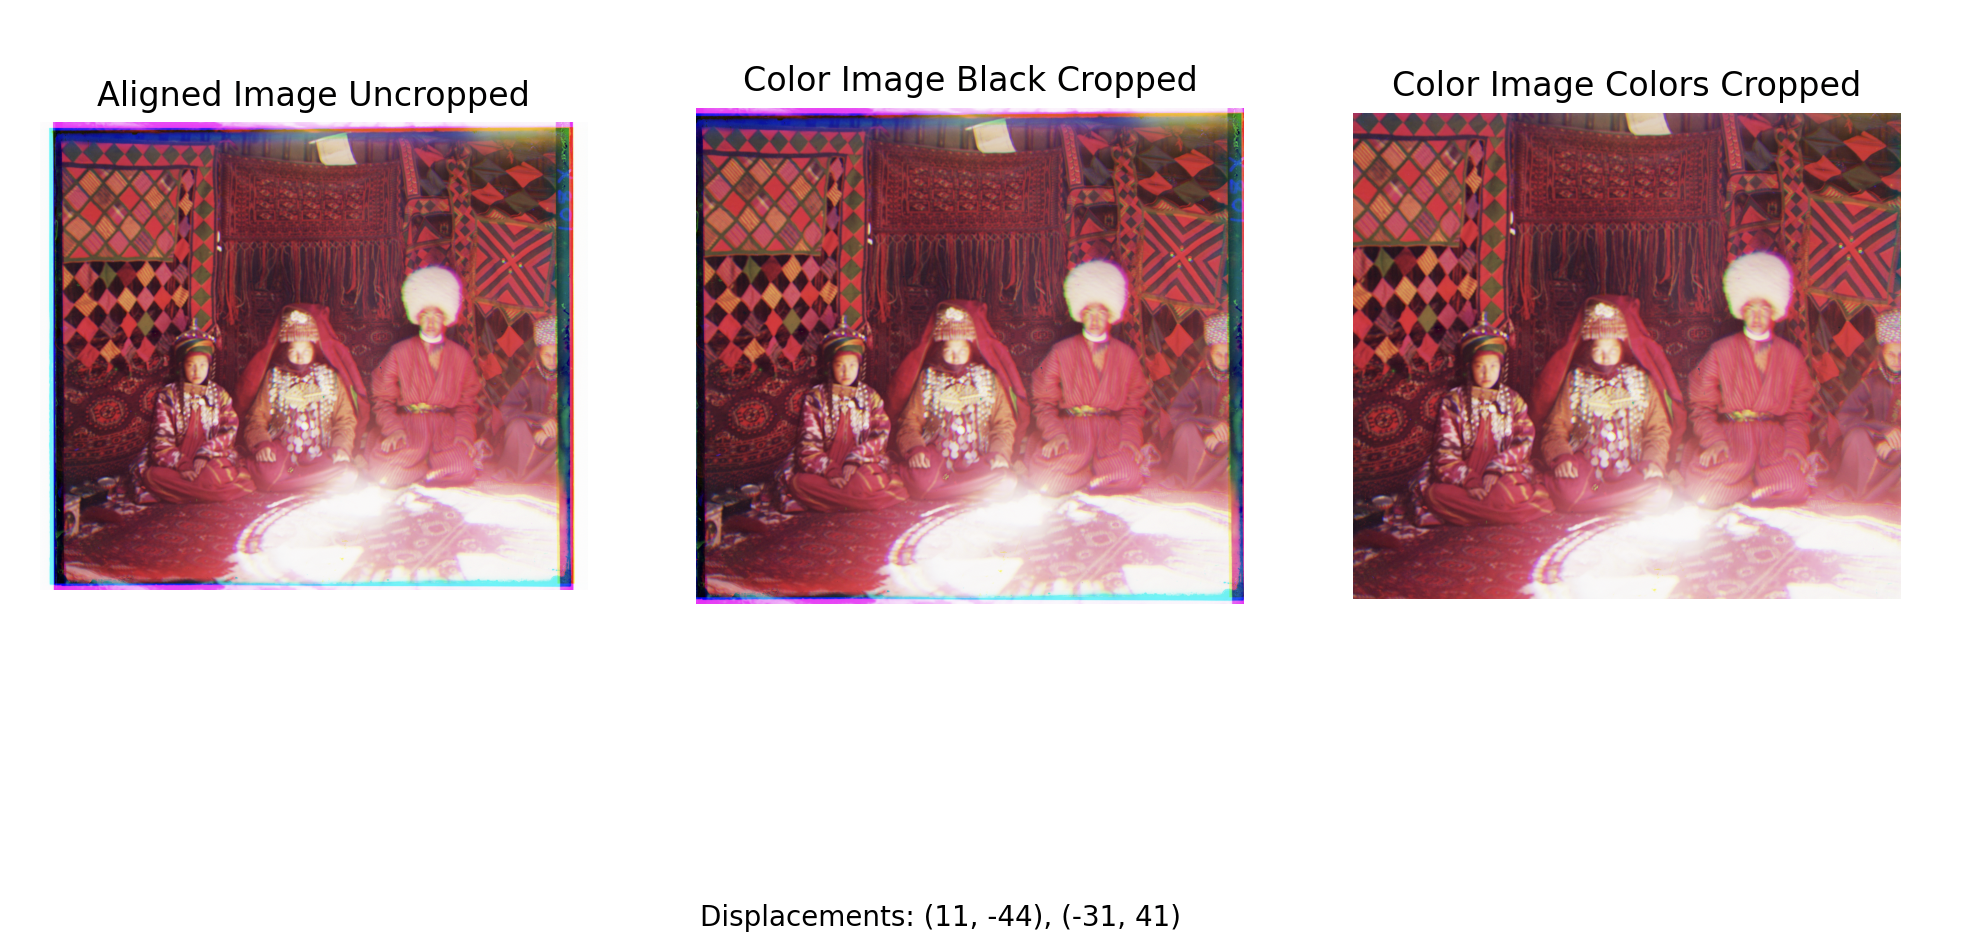 Aligned Image Uncropped
Color Image Black Cropped
Color Image Colors Cropped
Displacements: (11, -44), (-31, 41)